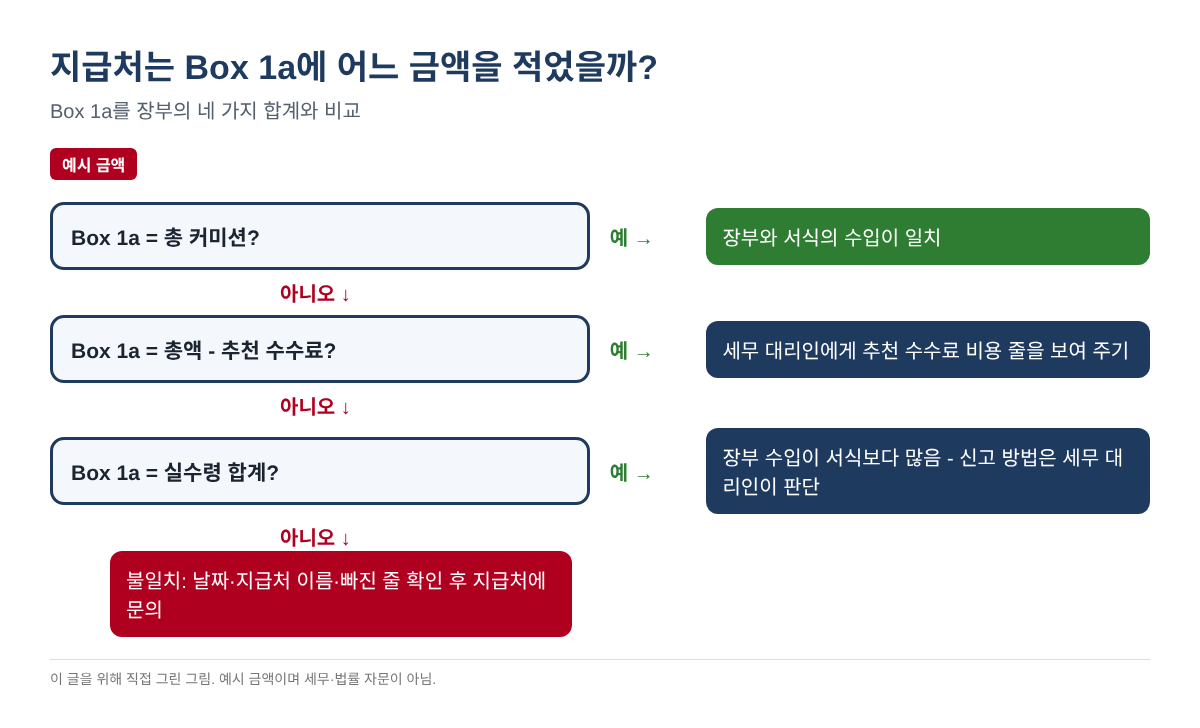 지급처는 Box 1a에 어느 금액을 적었을까?
Box 1a를 장부의 네 가지 합계와 비교
예시 금액
Box 1a = 총 커미션?
예 →
장부와 서식의 수입이 일치
아니오 ↓
Box 1a = 총액 - 추천 수수료?
예 →
세무 대리인에게 추천 수수료 비용 줄을 보여 주기
아니오 ↓
Box 1a = 실수령 합계?
예 →
장부 수입이 서식보다 많음 - 신고 방법은 세무 대
리인이 판단
아니오 ↓
불일치: 날짜·지급처 이름·빠진 줄 확인 후 지급처에
문의
이 글을 위해 직접 그린 그림. 예시 금액이며 세무·법률 자문이 아님.